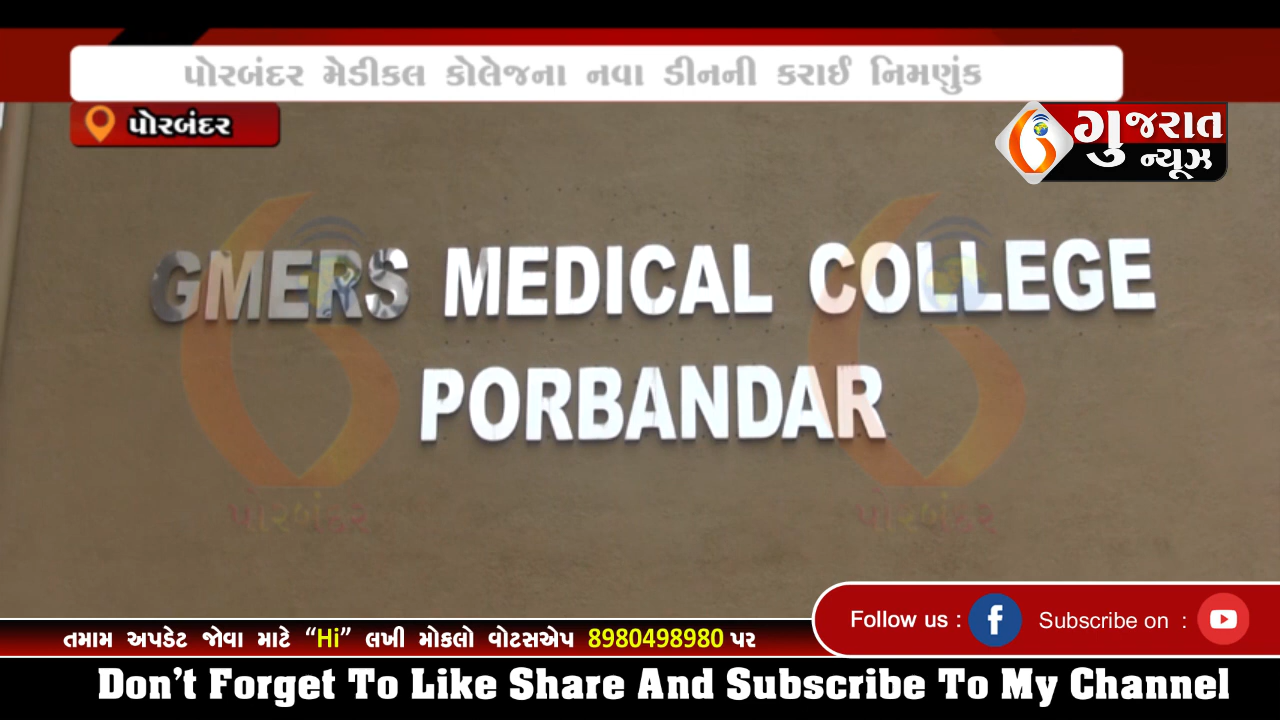 પોરબંદર મેડીકલ કોલેજના નવા ડીનની કરાઈ નિમણુંક
પોરબંદર
ગુજરાત
ન્યૂઝ
GMERS MEDICAL COLLEGE
PORBANDAR
પોરબંદર
પોરબંદર
Follow us :
Subscribe on :
તમામ અપડેટ જોવા માટે “Hi” લખી મોકલો વોટસએપ 8980498980 પર
Don’t Forget To Like Share And Subscribe To My Channel